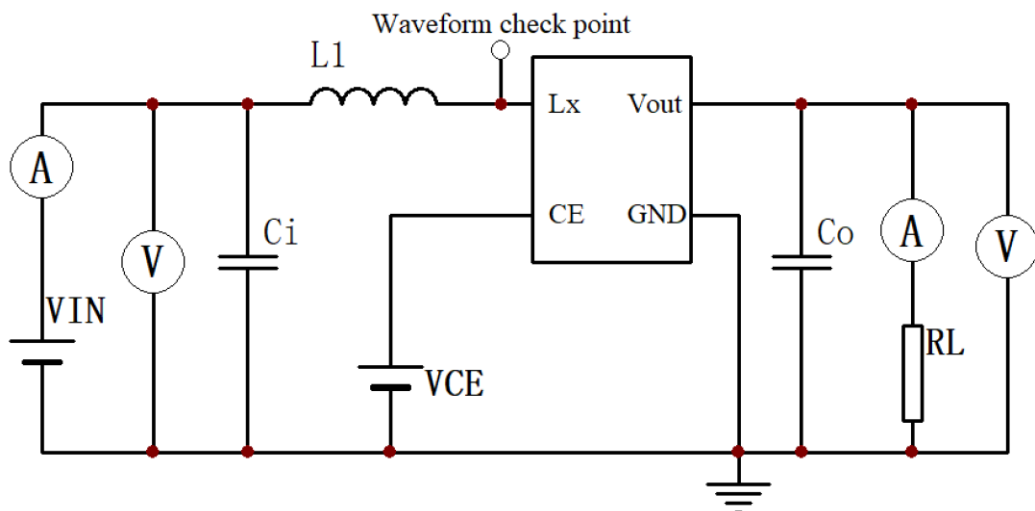 Waveform check point
L1
Lx
Vout
A
CE
GND
Ci
Co
A
V
V
VIN
RL
VCE